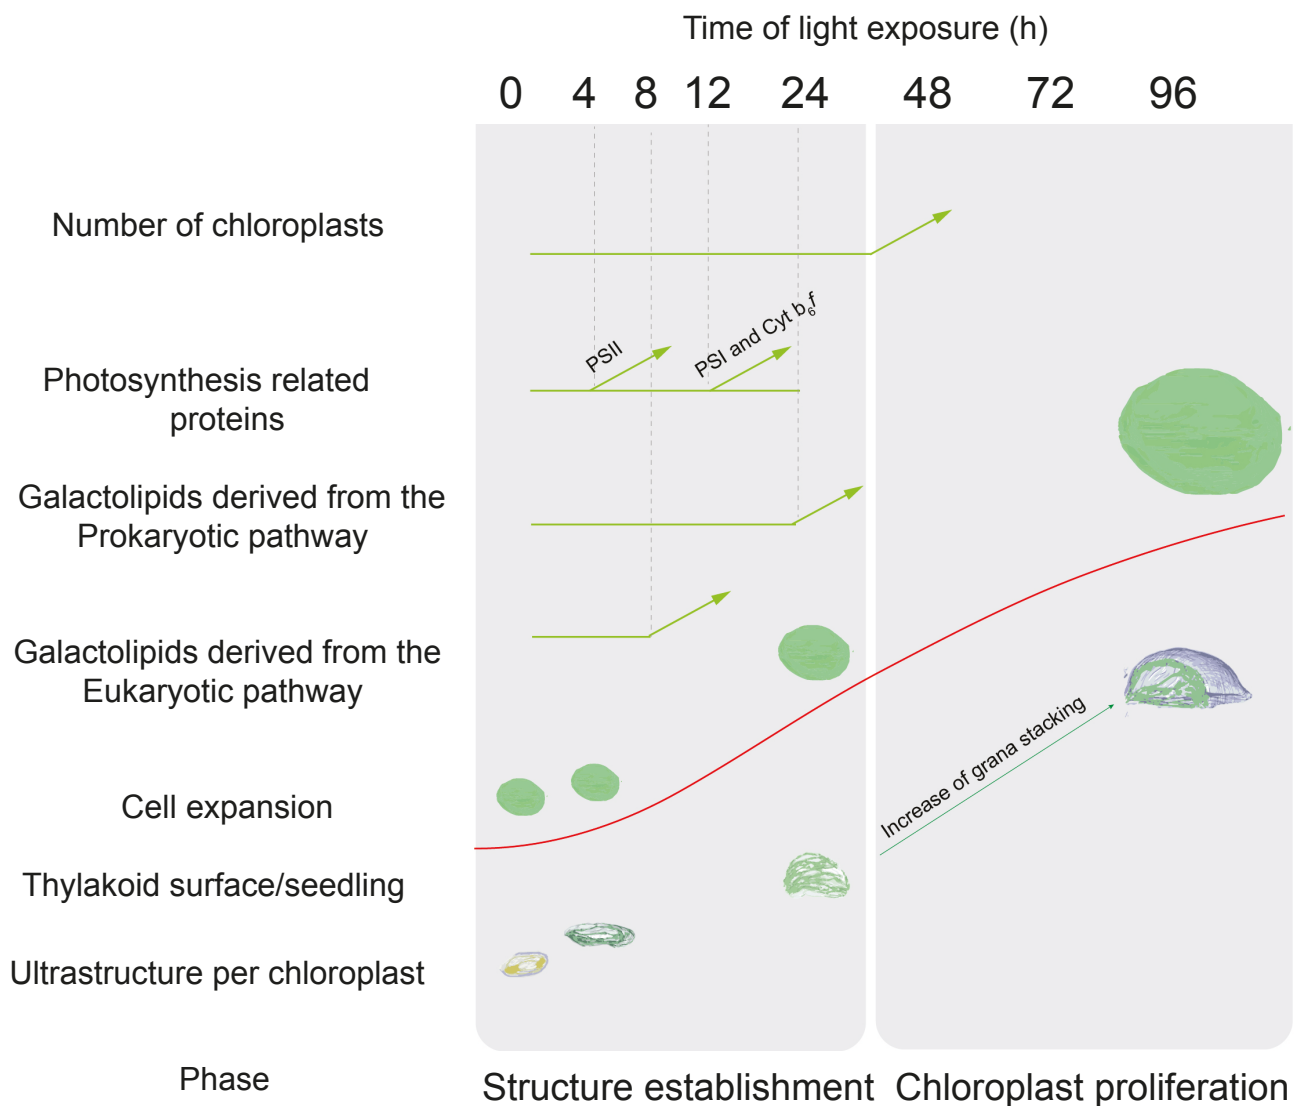 Time of light exposure (h)
0 4 8 12 24 48 72 96
Number of chloroplasts
PSII
PSI and Cyt b6f
Photosynthesis related
proteins
Galactolipids derived from the
Prokaryotic pathway
Galactolipids derived from the
Eukaryotic pathway
Increase of grana stacking
Cell expansion
Thylakoid surface/seedling
Ultrastructure per chloroplast
Phase
Structure establishment
Chloroplast proliferation